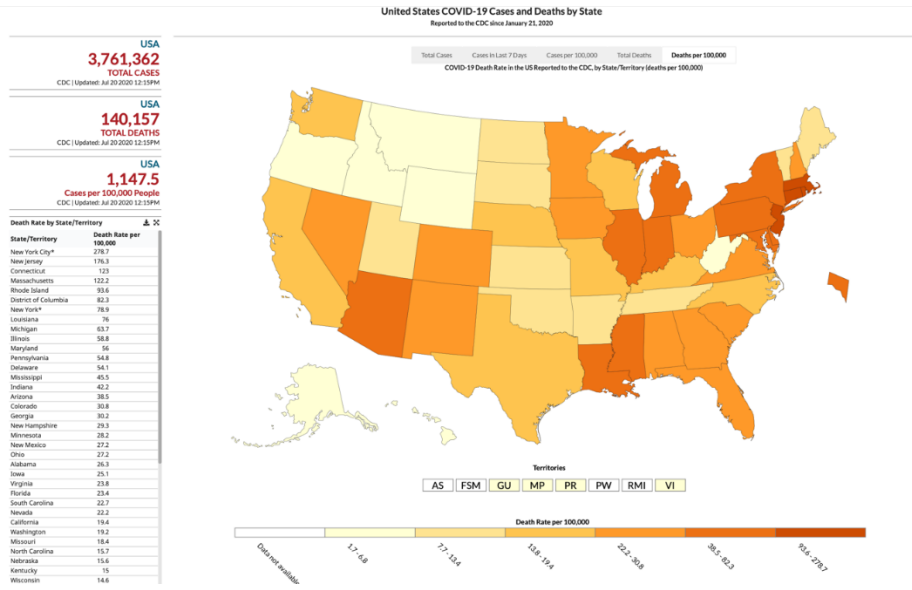 United States COVID-19 Cases and Deaths by State
Reported to the CDC since January 21, 2020
USA
3,761,362
TOTAL CASES
CDC | Updated: Jul 20 2020 12:15PM
USA
140,157
TOTAL DEATHS
CDC | Updated: Jul 20 2020 12:15PM
USA
1,147.5
Cases per 100,000 People
CDC | Updated: Jul 20 2020 12:15PM
Death Rate by State/Territory
State/Territory Death Rate per 100,000
New York City* 278.7
New Jersey 176.3
Connecticut 123
Massachusetts 122.2
Rhode Island 93.6
District of Columbia 82.3
New York* 78.9
Louisiana 76
Michigan 63.7
Illinois 58.8
Maryland 56
Pennsylvania 54.8
Delaware 54.1
Mississippi 45.5
Indiana 42.2
Arizona 38.5
Colorado 30.8
Georgia 30.2
New Hampshire 29.3
Minnesota 28.2
New Mexico 27.2
Ohio 27.2
Alabama 26.3
Iowa 25.1
Virginia 23.8
Florida 23.4
South Carolina 22.7
Nevada 22.2
California 19.4
Washington 19.2
Missouri 18.4
North Carolina 15.7
Nebraska 15.6
Kentucky 15
Wisconsin 14.6
Total Cases Cases in Last 7 Days Cases per 100,000 Total Deaths Deaths per 100,000
COVID-19 Death Rate in the US Reported to the CDC, by State/Territory (deaths per 100,000)
Territories
AS FSM GU MP PR PW RMI VI
Death Rate per 100,000
Data not available
1.7 - 6.8
7.7 - 13.4
13.8 - 19.4
22.2 - 30.8
38.5 - 82.3
93.6 - 278.7